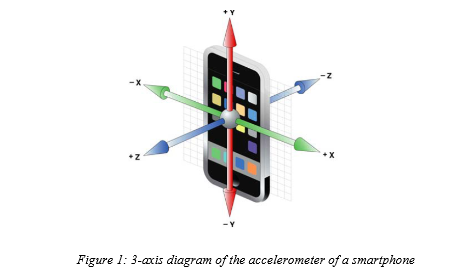 + Y
– X
– Z
+ Z
+ X
– Y
Figure 1: 3-axis diagram of the accelerometer of a smartphone